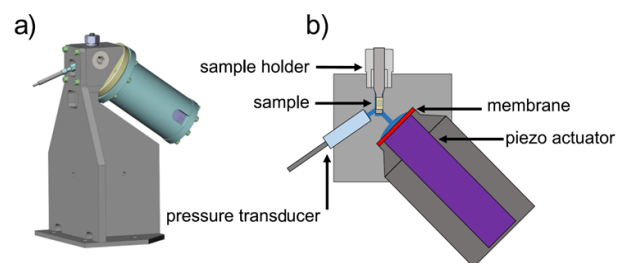 a)
b)
sample holder
sample
membrane
piezo actuator
pressure transducer